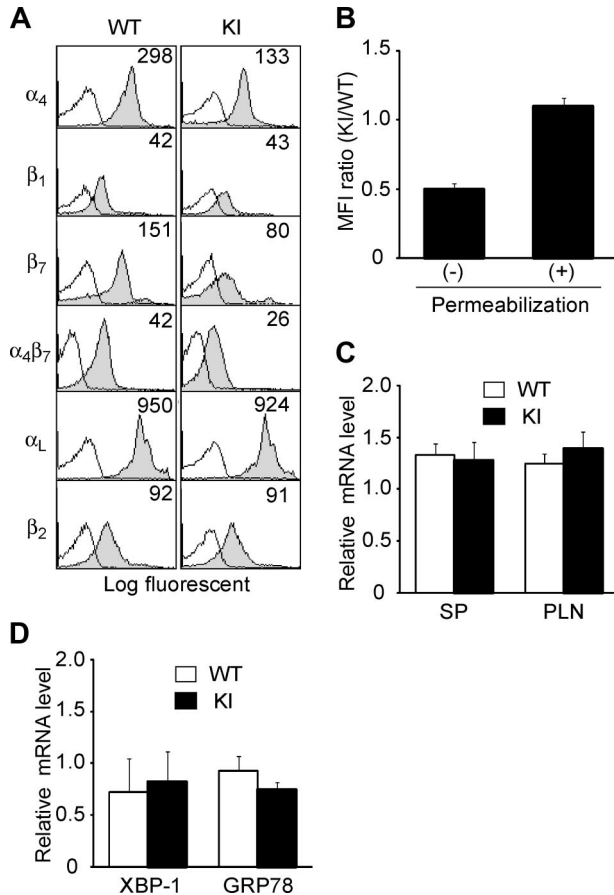 A
WT KI
α4 298 133
β1 42 43
β7 151 80
α4β7 42 26
αL 950 924
β2 92 91
Log fluorescent
B
MFI ratio (KI/WT)
1.5
1.0
0.5
0
(-) (+)
Permeabilization
C
Relative mRNA level
2.0
1.5
1.0
0.5
0
WT
KI
SP PLN
D
Relative mRNA level
2.0
1.5
1.0
0.5
0
WT
KI
XBP-1 GRP78